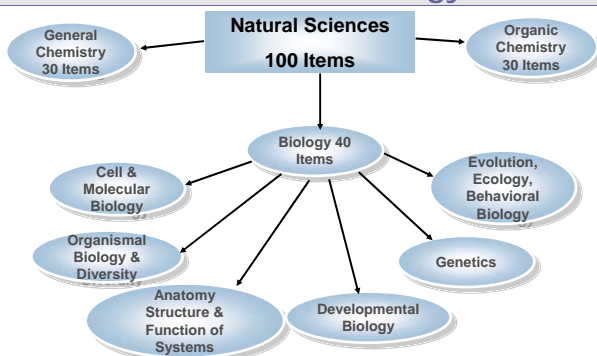 Natural Sciences
100 Items
General
Chemistry
30 Items
Organic
Chemistry
30 Items
Biology 40
Items
Cell &
Molecular
Biology
Evolution,
Ecology,
Behavioral
Biology
Organismal
Biology &
Diversity
Genetics
Anatomy
Structure &
Function of
Systems
Developmental
Biology